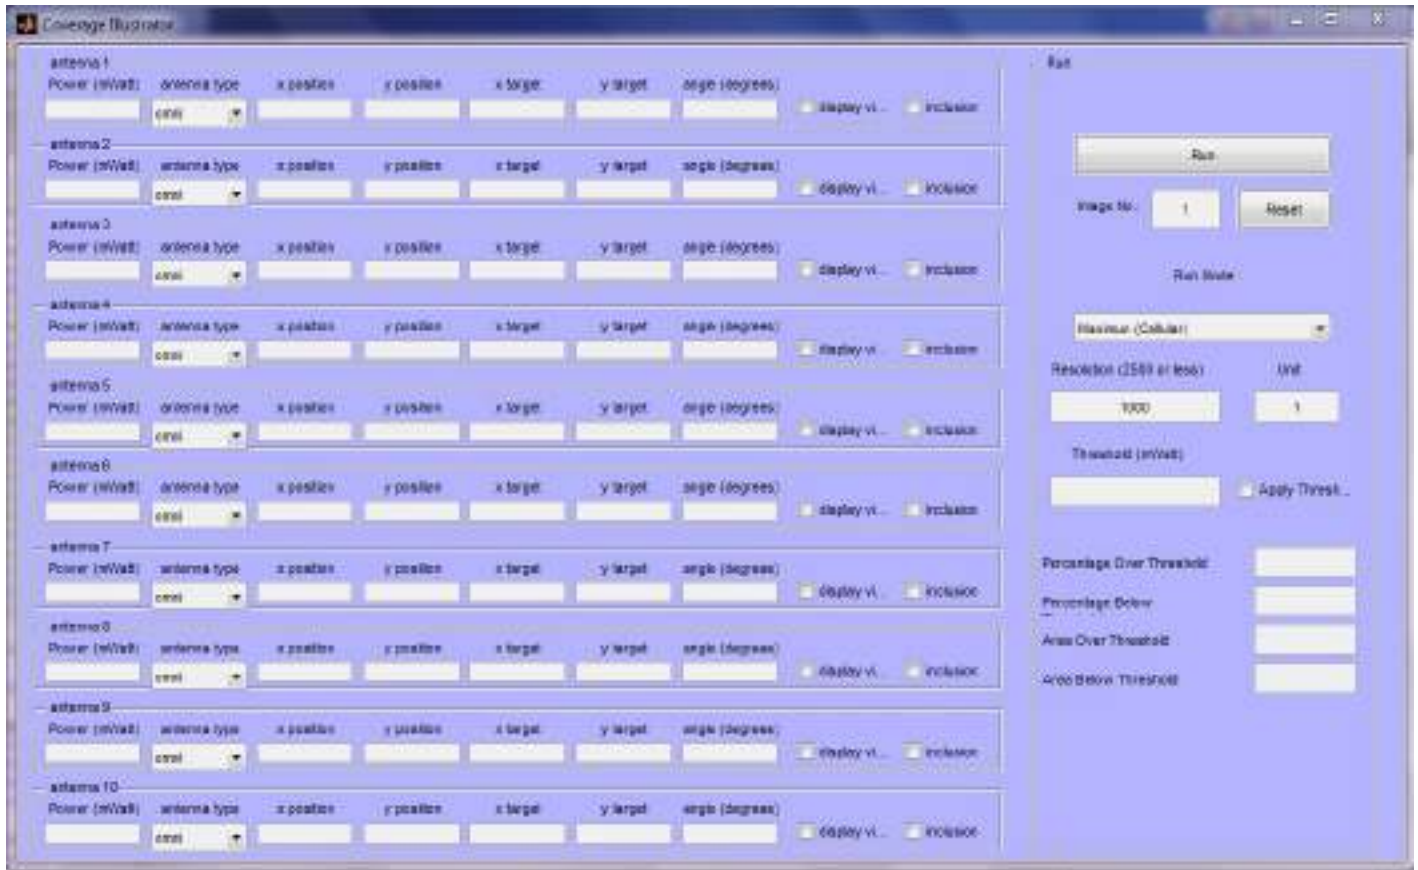 Coverage Illustrator
antenna 1
Power (mWatt) antenna type x position y position x target y target angle (degrees)
omni display vi... inclusion
antenna 2
Power (mWatt) antenna type x position y position x target y target angle (degrees)
omni display vi... inclusion
antenna 3
Power (mWatt) antenna type x position y position x target y target angle (degrees)
omni display vi... inclusion
antenna 4
Power (mWatt) antenna type x position y position x target y target angle (degrees)
omni display vi... inclusion
antenna 5
Power (mWatt) antenna type x position y position x target y target angle (degrees)
omni display vi... inclusion
antenna 6
Power (mWatt) antenna type x position y position x target y target angle (degrees)
omni display vi... inclusion
antenna 7
Power (mWatt) antenna type x position y position x target y target angle (degrees)
omni display vi... inclusion
antenna 8
Power (mWatt) antenna type x position y position x target y target angle (degrees)
omni display vi... inclusion
antenna 9
Power (mWatt) antenna type x position y position x target y target angle (degrees)
omni display vi... inclusion
antenna 10
Power (mWatt) antenna type x position y position x target y target angle (degrees)
omni display vi... inclusion
Run
Run
Image No.: 1 Reset
Run Mode
Maximum (Cellular)
Resolution (2500 or less) Unit
1000 1
Threshold (mWatt)
Apply Thresh...
Percentage Over Threshold
Percentage Below
Area Over Threshold
Area Below Threshold